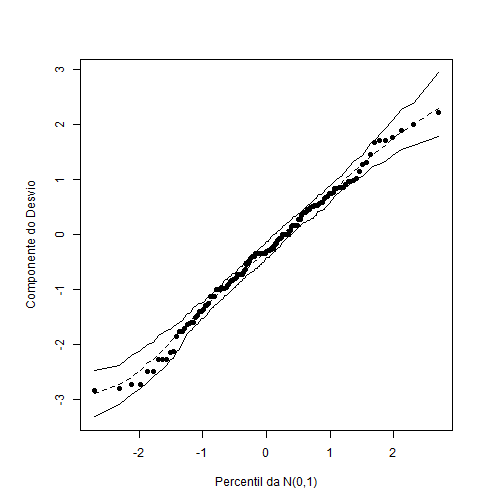 3
2
1
0
-1
-2
-3
Componente do Desvio
-2 -1 0 1 2
Percentil da N(0,1)